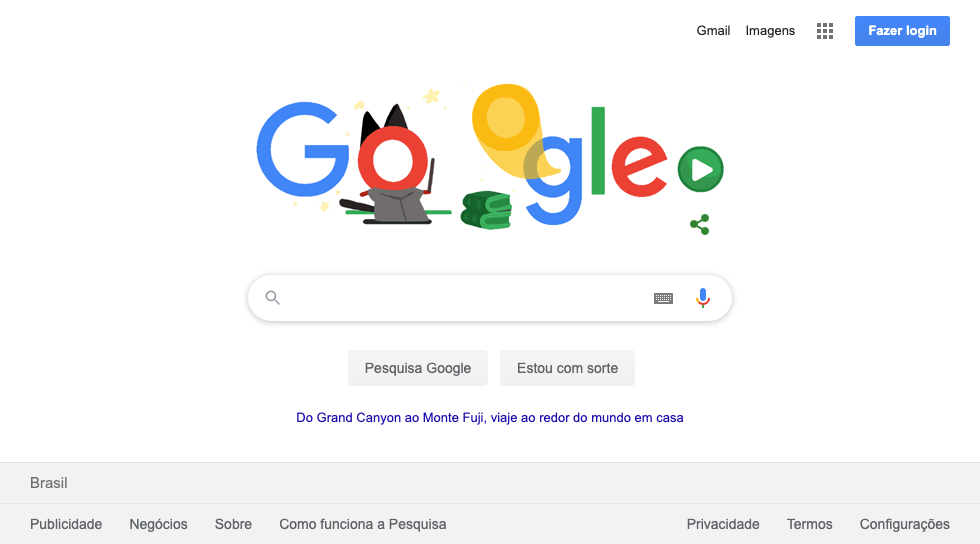 Gmail Imagens Fazer login
Google
Pesquisa Google Estou com sorte
Do Grand Canyon ao Monte Fuji, viaje ao redor do mundo em casa
Brasil
Publicidade Negócios Sobre Como funciona a Pesquisa Privacidade Termos Configurações